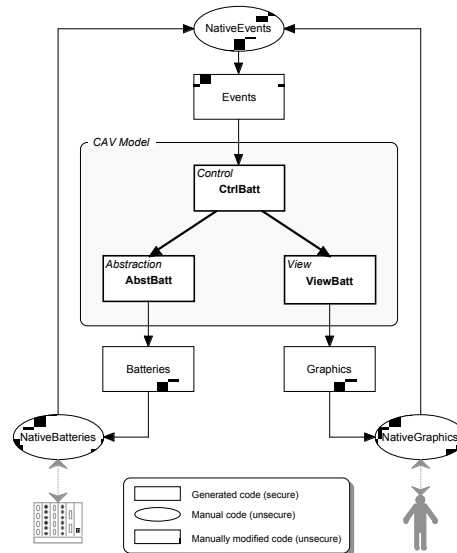 NativeEvents
Events
CAV Model
Control
CtrlBatt
Abstraction
AbstBatt
View
ViewBatt
Batteries
Graphics
NativeBatteries
NativeGraphics
Generated code (secure)
Manual code (unsecure)
Manually modified code (unsecure)